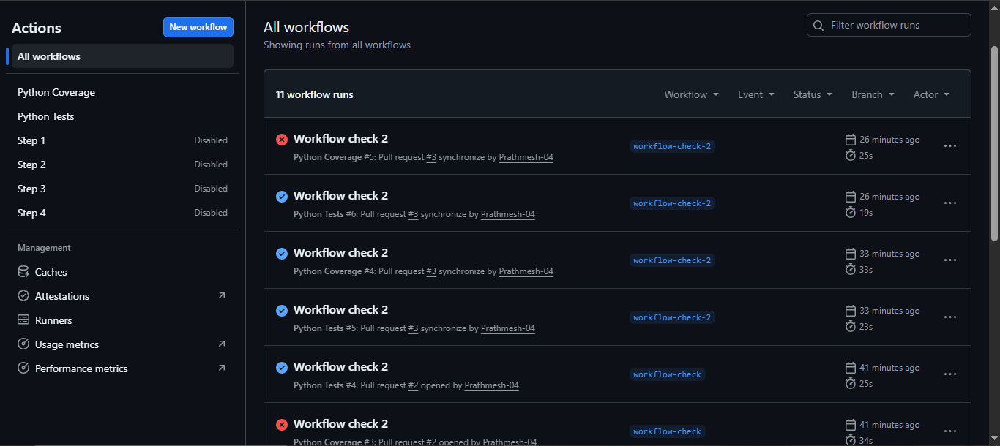 Actions
New workflow
All workflows
Python Coverage
Python Tests
Step 1 Disabled
Step 2 Disabled
Step 3 Disabled
Step 4 Disabled
Management
Caches
Attestations
Runners
Usage metrics
Performance metrics
All workflows
Showing runs from all workflows
Filter workflow runs
11 workflow runs
Workflow Event Status Branch Actor
Workflow check 2
Python Coverage #5: Pull request #3 synchronize by Prathmesh-04
workflow-check-2
26 minutes ago
25s
Workflow check 2
Python Tests #6: Pull request #3 synchronize by Prathmesh-04
workflow-check-2
26 minutes ago
19s
Workflow check 2
Python Coverage #4: Pull request #3 synchronize by Prathmesh-04
workflow-check-2
33 minutes ago
33s
Workflow check 2
Python Tests #5: Pull request #3 synchronize by Prathmesh-04
workflow-check-2
33 minutes ago
23s
Workflow check 2
Python Tests #4: Pull request #2 opened by Prathmesh-04
workflow-check
41 minutes ago
25s
Workflow check 2
Python Coverage #3: Pull request #2 opened by Prathmesh-04
workflow-check
41 minutes ago
34s